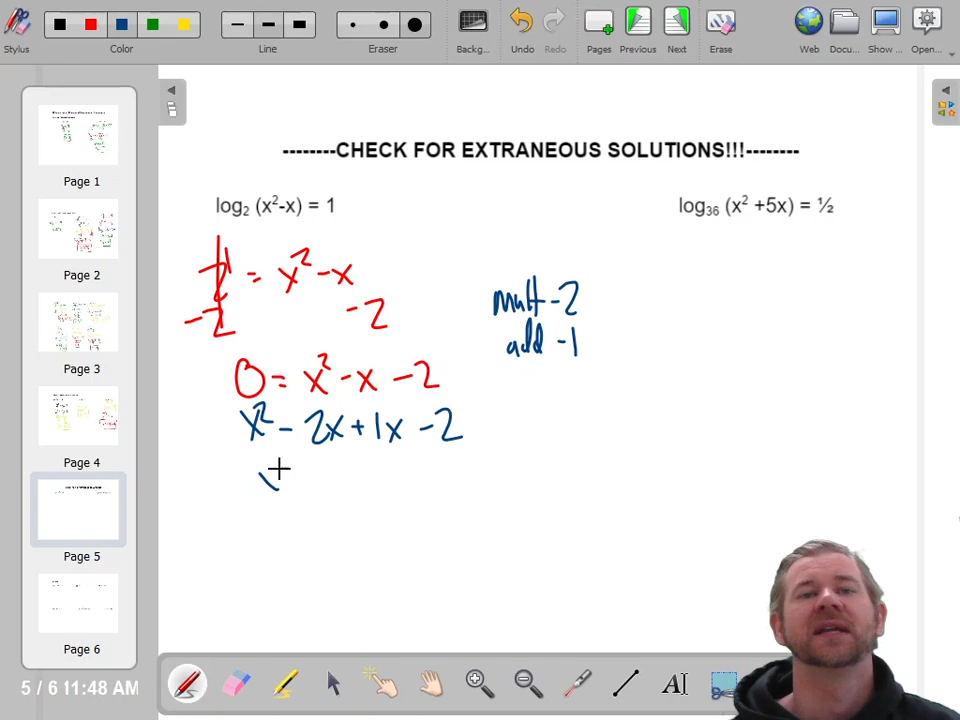 Stylus
Color
Line
Eraser
Backg...
Undo
Redo
Pages
Previous
Next
Erase
Web
Docu...
Show ...
Open...
Page 1
Page 2
Page 3
Page 4
Page 5
Page 6
--------CHECK FOR EXTRANEOUS SOLUTIONS!!!--------
log₂ (x²-x) = 1
log₃₆ (x² +5x) = ½
2¹ = x² - x
-2 -2
mult -2
add -1
0 = x² - x - 2
x² - 2x + 1x - 2
5 / 6 11:48 AM
A